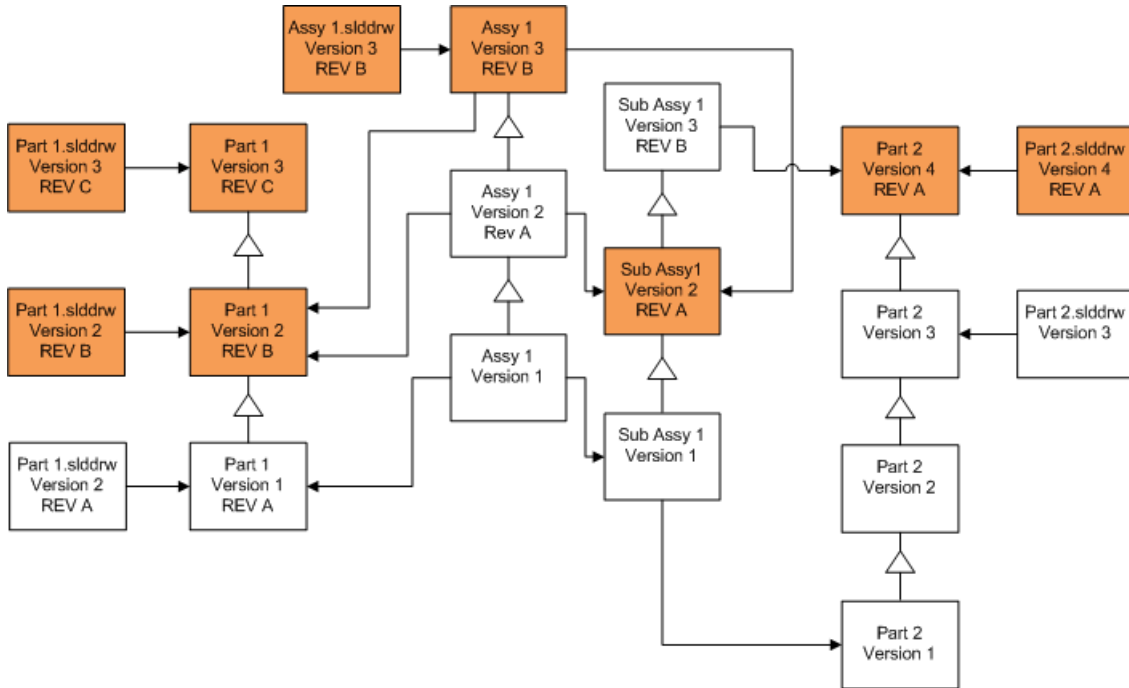 Assy 1.slddrw
Version 3
REV B
Assy 1
Version 3
REV B
Sub Assy 1
Version 3
REV B
Part 1.slddrw
Version 3
REV C
Part 1
Version 3
REV C
Part 2
Version 4
REV A
Part 2.slddrw
Version 4
REV A
Assy 1
Version 2
Rev A
Sub Assy1
Version 2
REV A
Part 1.slddrw
Version 2
REV B
Part 1
Version 2
REV B
Part 2
Version 3
Part 2.slddrw
Version 3
Assy 1
Version 1
Sub Assy 1
Version 1
Part 1.slddrw
Version 2
REV A
Part 1
Version 1
REV A
Part 2
Version 2
Part 2
Version 1